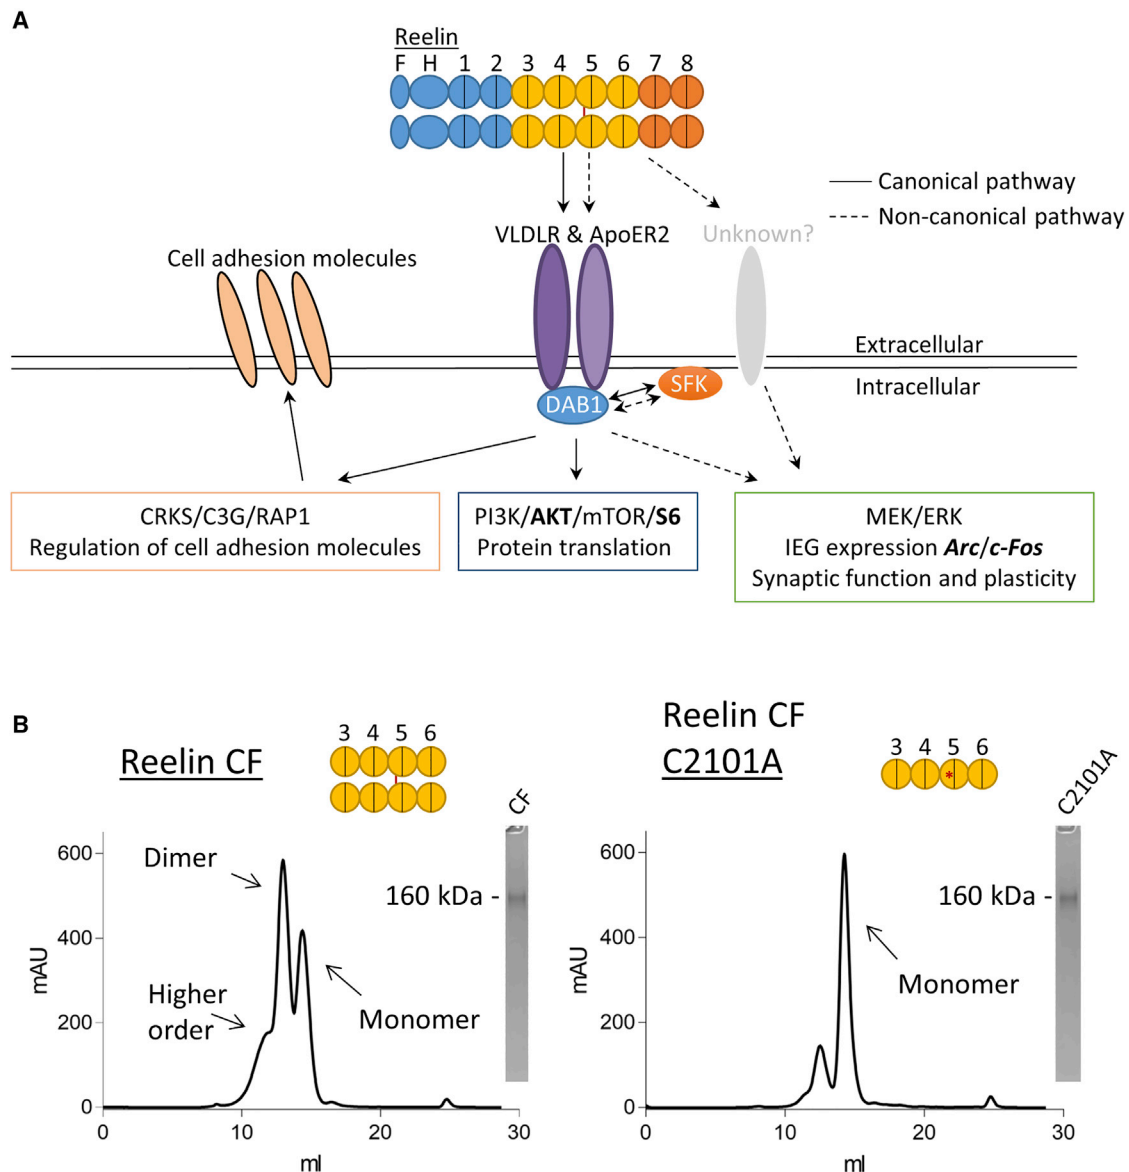 A
Reelin
F H 1 2 3 4 5 6 7 8
Canonical pathway
Non-canonical pathway
VLDLR & ApoER2
Unknown?
Cell adhesion molecules
Extracellular
Intracellular
SFK
DAB1
CRKS/C3G/RAP1
Regulation of cell adhesion molecules
PI3K/AKT/mTOR/S6
Protein translation
MEK/ERK
IEG expression Arc/c-Fos
Synaptic function and plasticity
B
Reelin CF
3 4 5 6
CF
600
400
200
0
mAU
Dimer
Higher
order
Monomer
160 kDa -
0 10 20 30
ml
Reelin CF
C2101A
3 4 5 6
*
C2101A
600
400
200
0
mAU
Monomer
160 kDa -
0 10 20 30
ml